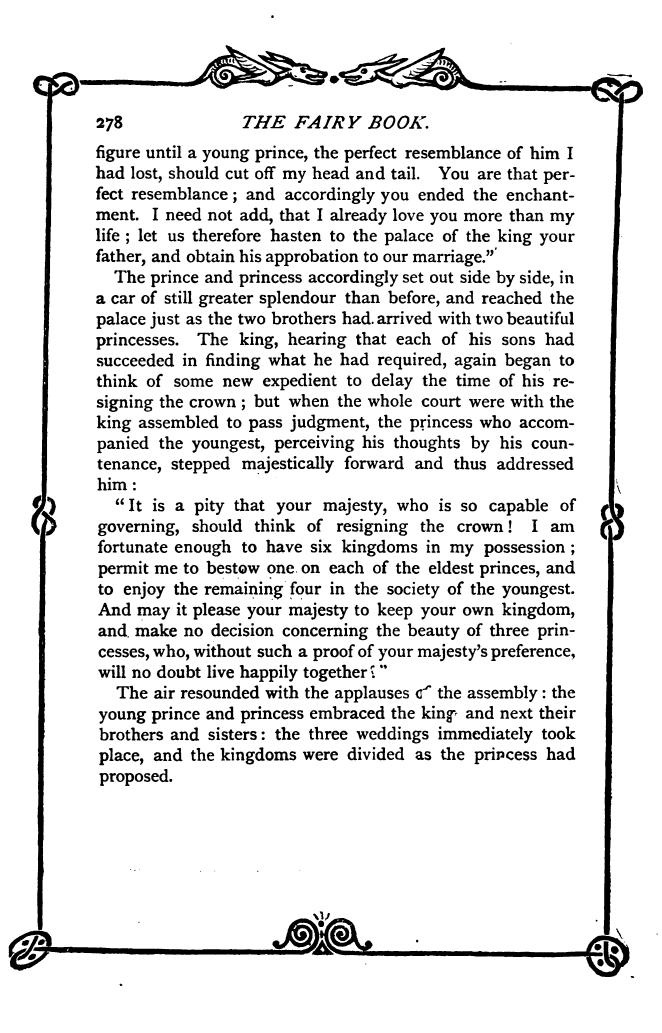 278 THE FAIRY BOOK.
figure until a young prince, the perfect resemblance of him I
had lost, should cut off my head and tail. You are that per-
fect resemblance ; and accordingly you ended the enchant-
ment. I need not add, that I already love you more than my
life ; let us therefore hasten to the palace of the king your
father, and obtain his approbation to our marriage."
The prince and princess accordingly set out side by side, in
a car of still greater splendour than before, and reached the
palace just as the two brothers had arrived with two beautiful
princesses. The king, hearing that each of his sons had
succeeded in finding what he had required, again began to
think of some new expedient to delay the time of his re-
signing the crown ; but when the whole court were with the
king assembled to pass judgment, the princess who accom-
panied the youngest, perceiving his thoughts by his coun-
tenance, stepped majestically forward and thus addressed
him :
"It is a pity that your majesty, who is so capable of
governing, should think of resigning the crown ! I am
fortunate enough to have six kingdoms in my possession ;
permit me to bestow one on each of the eldest princes, and
to enjoy the remaining four in the society of the youngest.
And may it please your majesty to keep your own kingdom,
and make no decision concerning the beauty of three prin-
cesses, who, without such a proof of your majesty's preference,
will no doubt live happily together !"
The air resounded with the applauses of the assembly : the
young prince and princess embraced the king, and next their
brothers and sisters : the three weddings immediately took
place, and the kingdoms were divided as the princess had
proposed.